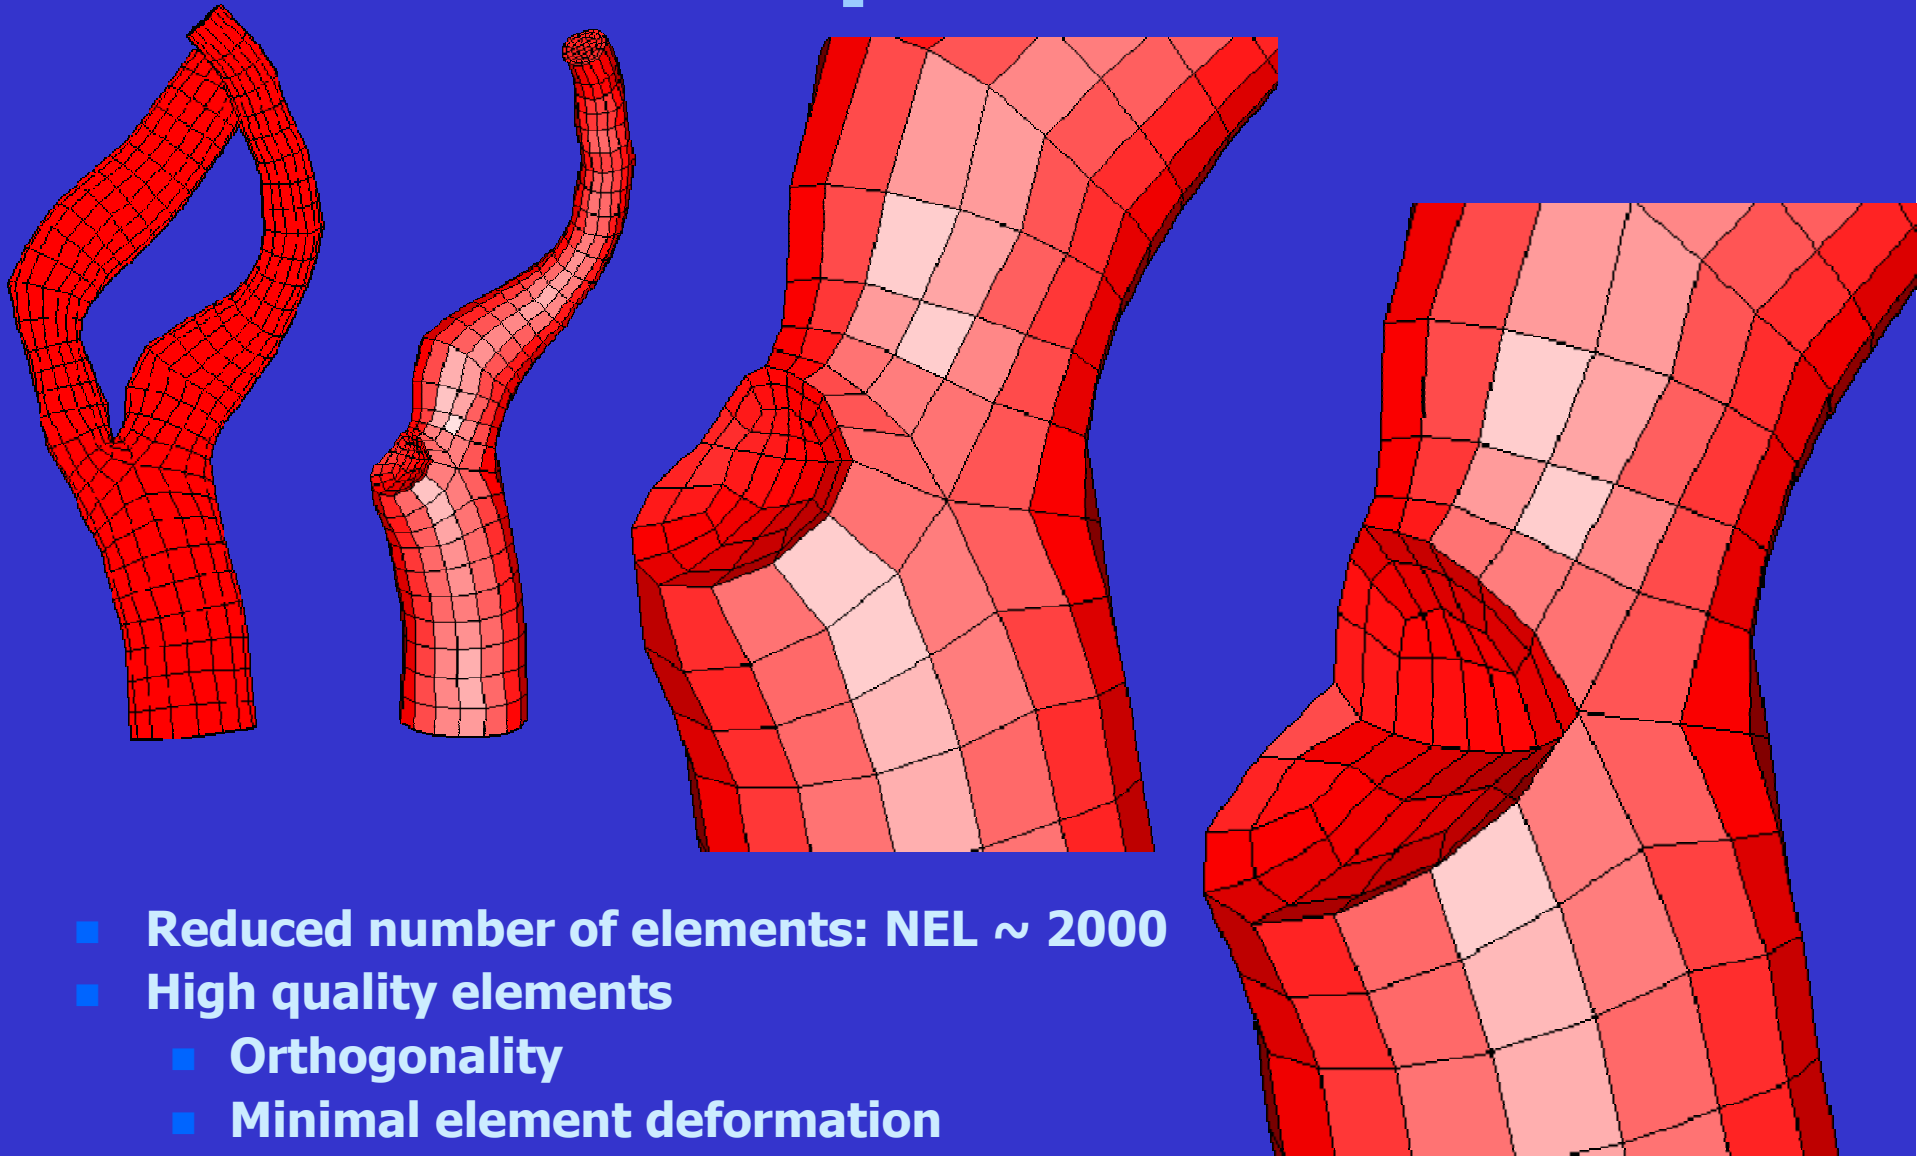 Reduced number of elements: NEL ~ 2000
High quality elements
Orthogonality
Minimal element deformation